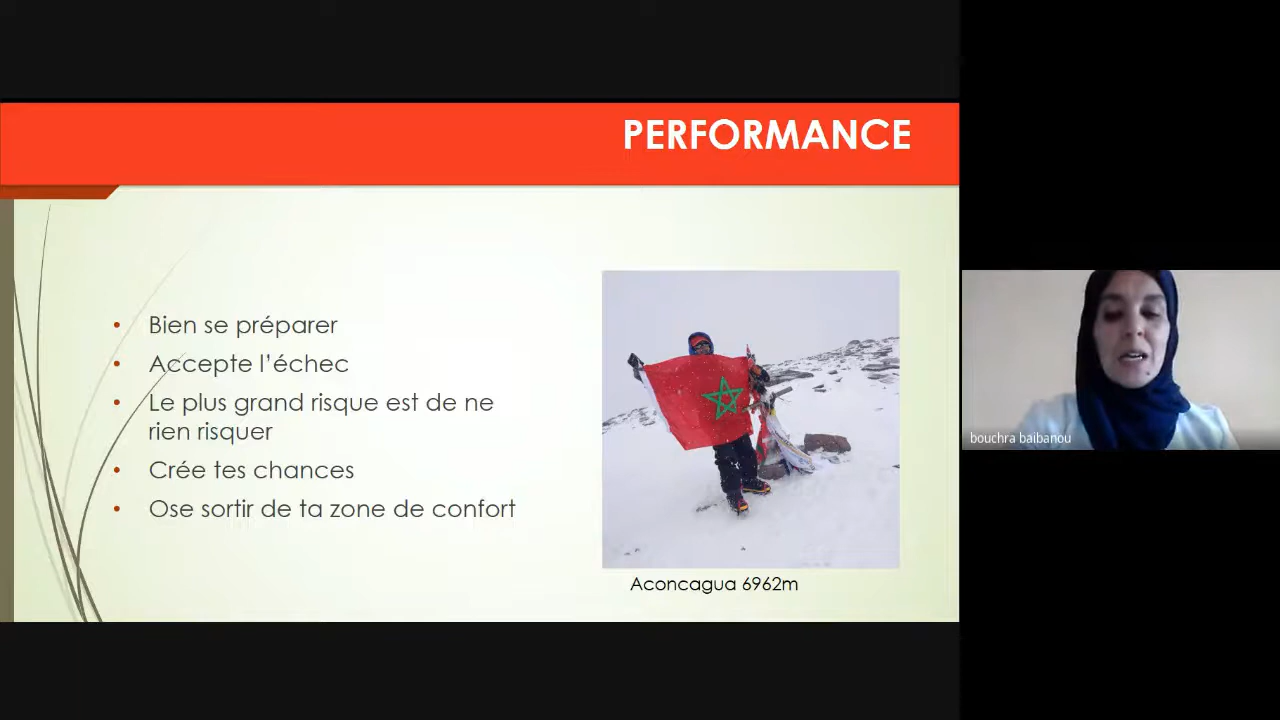 PERFORMANCE
• Bien se préparer
• Accepte l'échec
• Le plus grand risque est de ne
rien risquer
• Crée tes chances
• Ose sortir de ta zone de confort
Aconcagua 6962m
bouchra baibanou